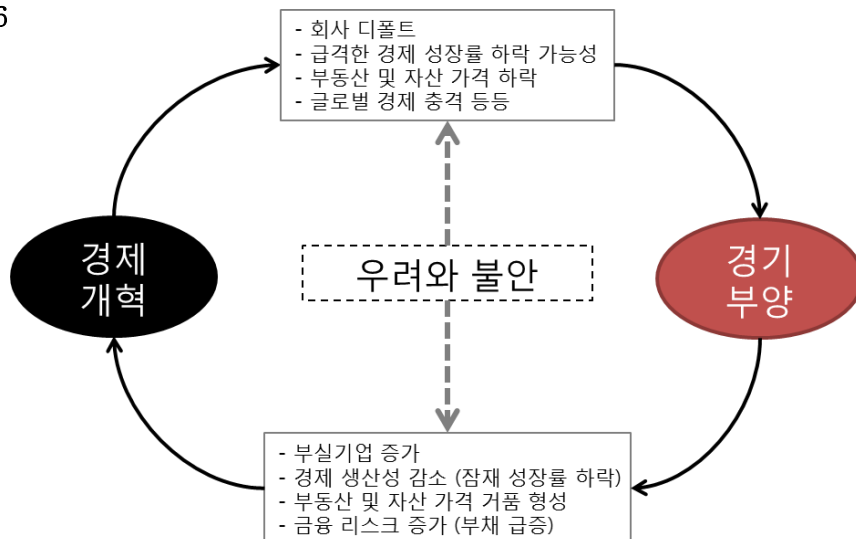 6
- 회사 디폴트
- 급격한 경제 성장률 하락 가능성
- 부동산 및 자산 가격 하락
- 글로벌 경제 충격 등등
경제
개혁
우려와 불안
경기
부양
- 부실기업 증가
- 경제 생산성 감소 (잠재 성장률 하락)
- 부동산 및 자산 가격 거품 형성
- 금융 리스크 증가 (부채 급증)